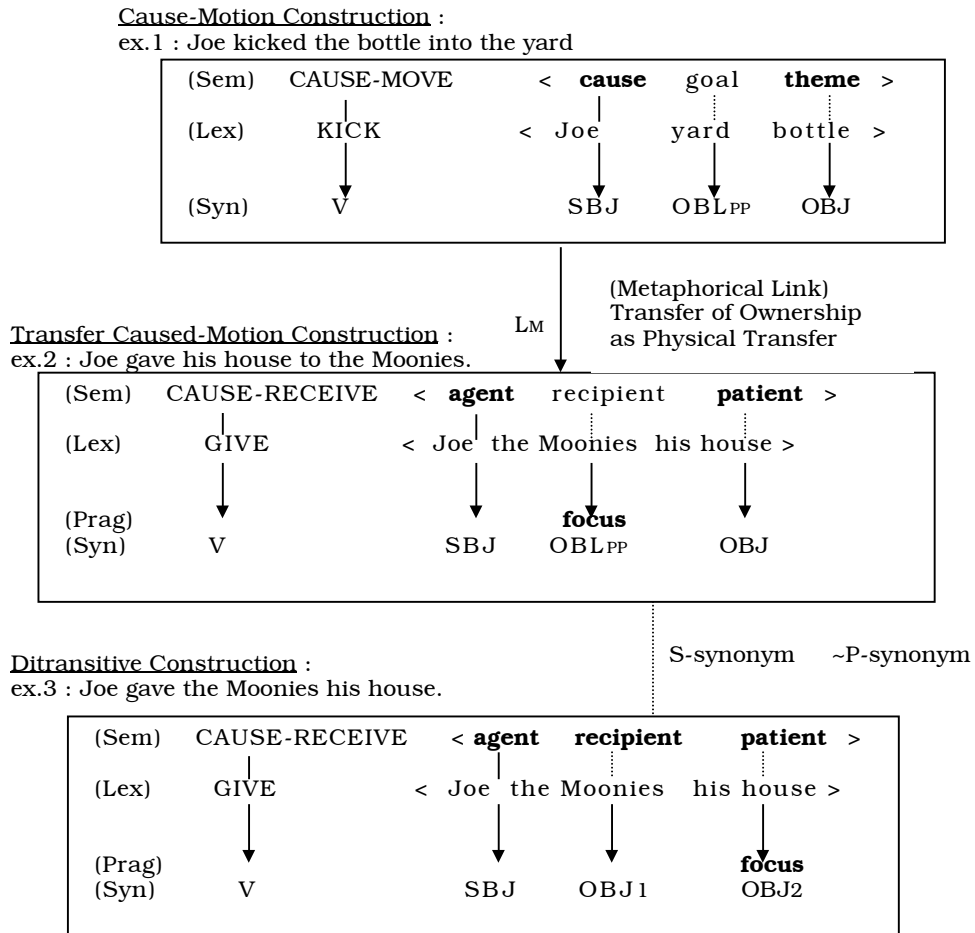 Cause-Motion Construction :
ex.1 : Joe kicked the bottle into the yard
(Sem) CAUSE-MOVE < cause goal theme >
(Lex) KICK < Joe yard bottle >
(Syn) V SBJ OBLPP OBJ
(Metaphorical Link)
LM Transfer of Ownership
as Physical Transfer
Transfer Caused-Motion Construction :
ex.2 : Joe gave his house to the Moonies.
(Sem) CAUSE-RECEIVE < agent recipient patient >
(Lex) GIVE < Joe the Moonies his house >
(Prag) focus
(Syn) V SBJ OBLPP OBJ
S-synonym ~P-synonym
Ditransitive Construction :
ex.3 : Joe gave the Moonies his house.
(Sem) CAUSE-RECEIVE < agent recipient patient >
(Lex) GIVE < Joe the Moonies his house >
(Prag) focus
(Syn) V SBJ OBJ1 OBJ2